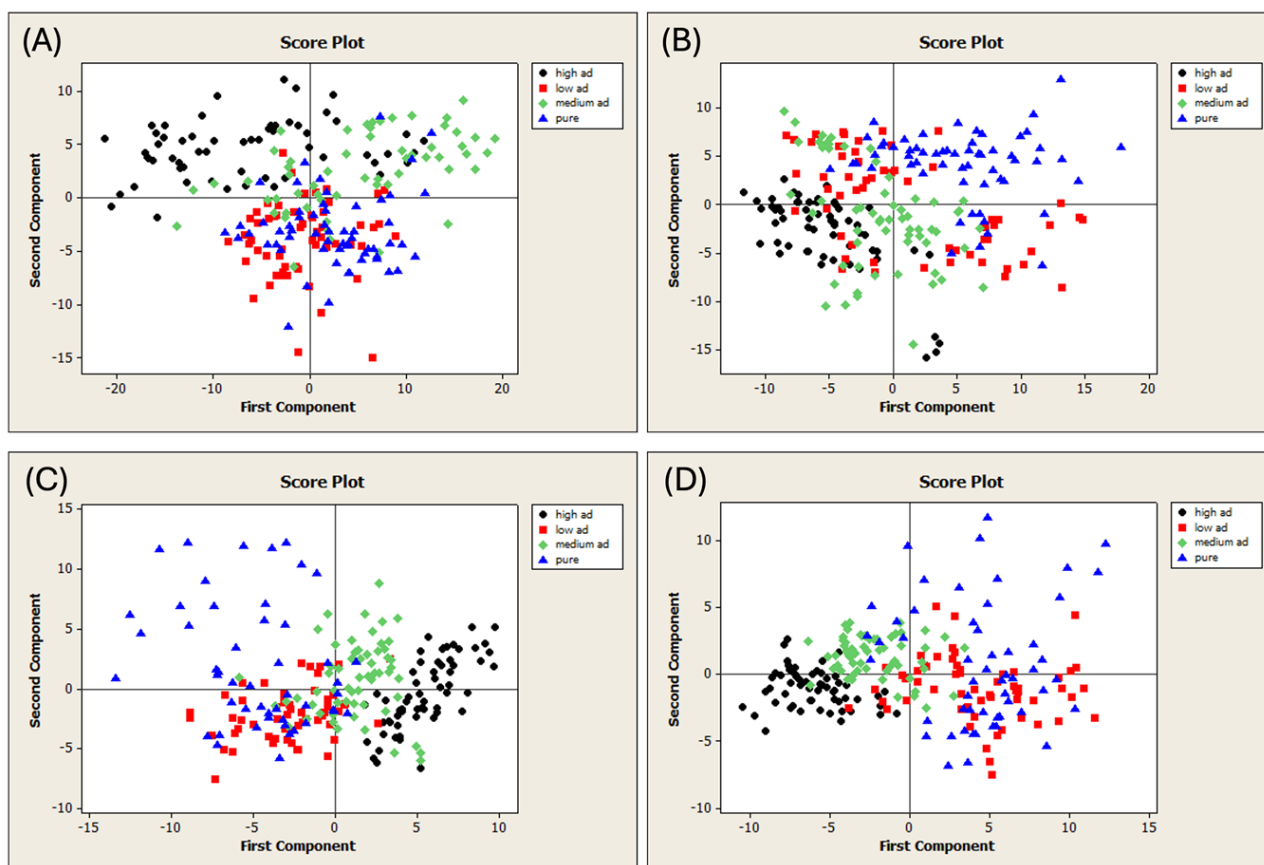 (A)
Score Plot
high ad
low ad
medium ad
pure
10
5
0
-5
-10
-15
Second Component
-20 -10 0 10 20
First Component
(B)
Score Plot
high ad
low ad
medium ad
pure
15
10
5
0
-5
-10
-15
Second Component
-10 -5 0 5 10 15 20
First Component
(C)
Score Plot
high ad
low ad
medium ad
pure
15
10
5
0
-5
-10
Second Component
-15 -10 -5 0 5 10
First Component
(D)
Score Plot
high ad
low ad
medium ad
pure
10
5
0
-5
-10
Second Component
-10 -5 0 5 10 15
First Component